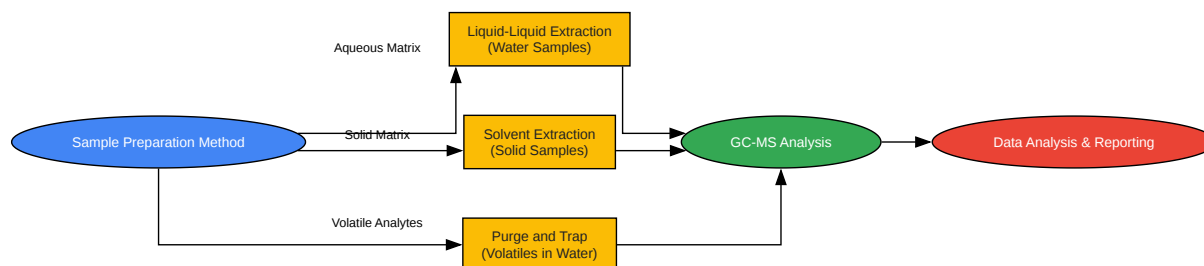 Aqueous Matrix
Liquid-Liquid Extraction
(Water Samples)
Sample Preparation Method
Solid Matrix
Solvent Extraction
(Solid Samples)
GC-MS Analysis
Data Analysis & Reporting
Volatile Analytes
Purge and Trap
(Volatiles in Water)